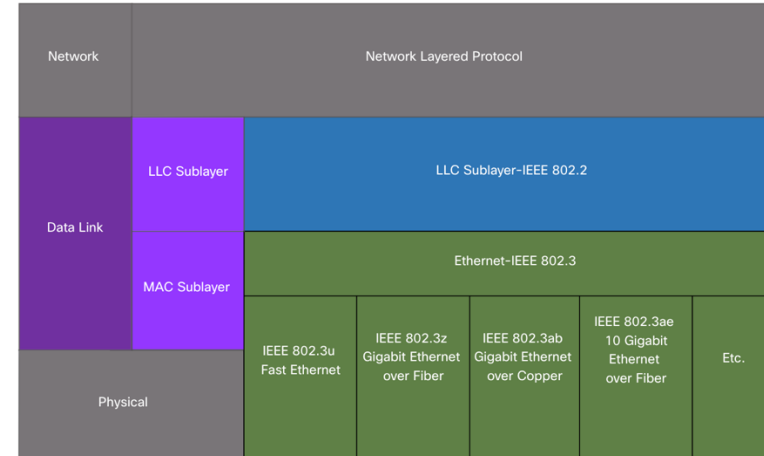 Network
Network Layered Protocol
Data Link
LLC Sublayer
LLC Sublayer-IEEE 802.2
MAC Sublayer
Ethernet-IEEE 802.3
Physical
IEEE 802.3u
Fast Ethernet
IEEE 802.3z
Gigabit Ethernet
over Fiber
IEEE 802.3ab
Gigabit Ethernet
over Copper
IEEE 802.3ae
10 Gigabit
Ethernet
over Fiber
Etc.